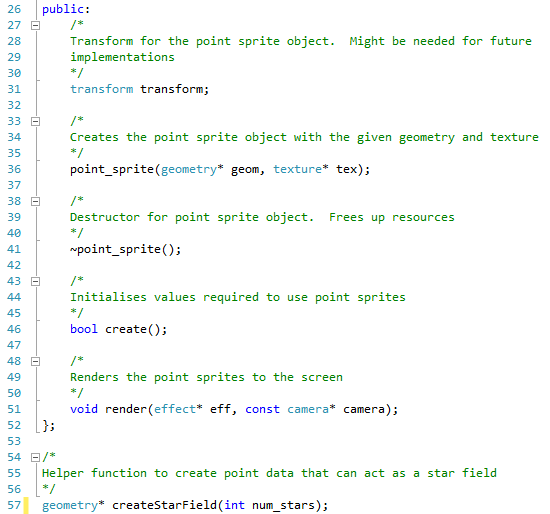 26 public:
27 /*
28 Transform for the point sprite object.  Might be needed for future
29 implementations
30 */
31 transform transform;
32
33 /*
34 Creates the point sprite object with the given geometry and texture
35 */
36 point_sprite(geometry* geom, texture* tex);
37
38 /*
39 Destructor for point sprite object.  Frees up resources
40 */
41 ~point_sprite();
42
43 /*
44 Initialises values required to use point sprites
45 */
46 bool create();
47
48 /*
49 Renders the point sprites to the screen
50 */
51 void render(effect* eff, const camera* camera);
52 };
53
54 /*
55 Helper function to create point data that can act as a star field
56 */
57 geometry* createStarField(int num_stars);